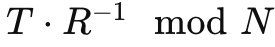 T · R⁻¹ mod N